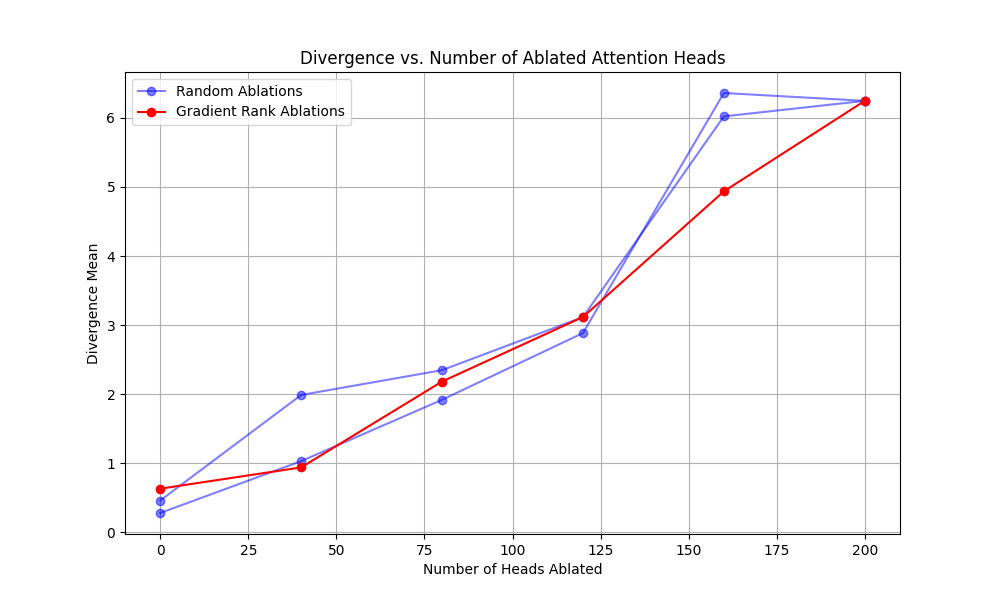 Divergence vs. Number of Ablated Attention Heads
Random Ablations
Gradient Rank Ablations
6
5
4
3
2
1
0
Divergence Mean
0 25 50 75 100 125 150 175 200
Number of Heads Ablated